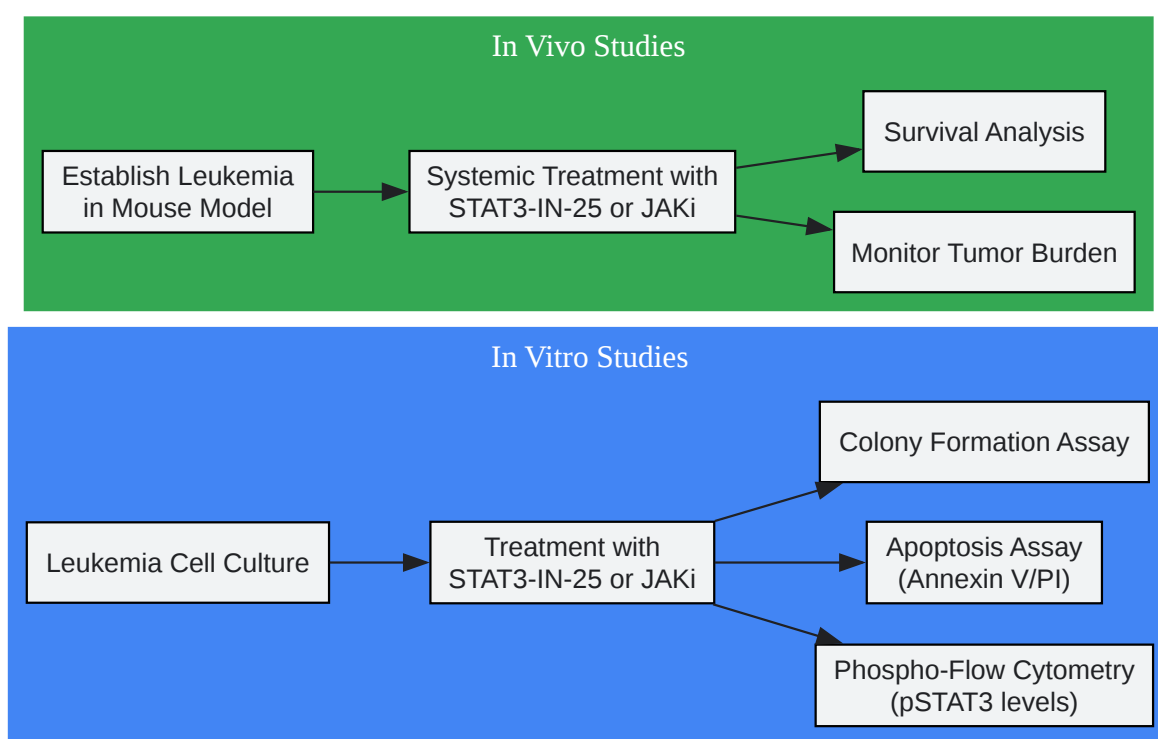 In Vivo Studies
Establish Leukemia
in Mouse Model
Systemic Treatment with
STAT3-IN-25 or JAKi
Survival Analysis
Monitor Tumor Burden
In Vitro Studies
Leukemia Cell Culture
Treatment with
STAT3-IN-25 or JAKi
Colony Formation Assay
Apoptosis Assay
(Annexin V/PI)
Phospho-Flow Cytometry
(pSTAT3 levels)